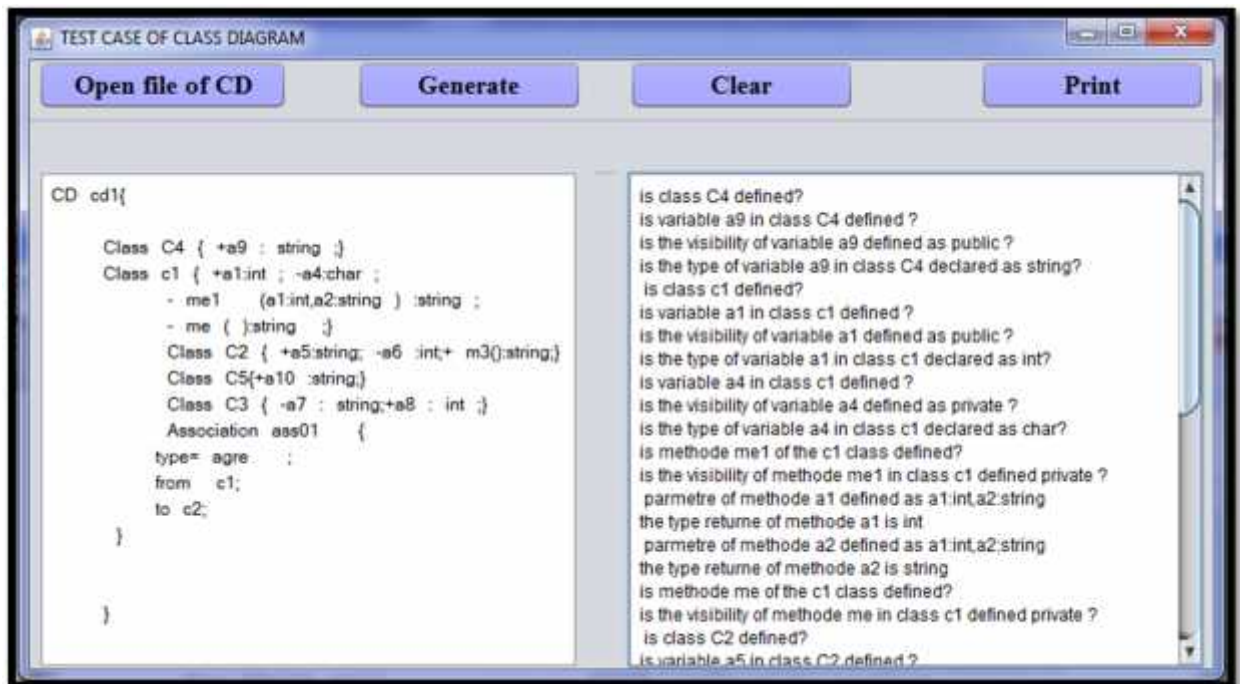 TEST CASE OF CLASS DIAGRAM
Open file of CD
Generate
Clear
Print
CD cd1{
Class C4 { +a9 : string ;}
Class c1 { +a1:int ; -a4:char ;
- me1 (a1:int,a2:string ) :string ;
- me ( ):string ;}
Class C2 { +a5:string; -a6 :int;+ m3():string;}
Class C5{+a10 :string;}
Class C3 { -a7 : string;+a8 : int ;}
Association ass01 {
type= agre ;
from c1;
to c2;
}
}
is class C4 defined?
is variable a9 in class C4 defined ?
is the visibility of variable a9 defined as public ?
is the type of variable a9 in class C4 declared as string?
is class c1 defined?
is variable a1 in class c1 defined ?
is the visibility of variable a1 defined as public ?
is the type of variable a1 in class c1 declared as int?
is variable a4 in class c1 defined ?
is the visibility of variable a4 defined as private ?
is the type of variable a4 in class c1 declared as char?
is methode me1 of the c1 class defined?
is the visibility of methode me1 in class c1 defined private ?
parmetre of methode a1 defined as a1:int,a2:string
the type returne of methode a1 is int
parmetre of methode a2 defined as a1:int,a2:string
the type returne of methode a2 is string
is methode me of the c1 class defined?
is the visibility of methode me in class c1 defined private ?
is class C2 defined?
is variable a5 in class C2 defined ?